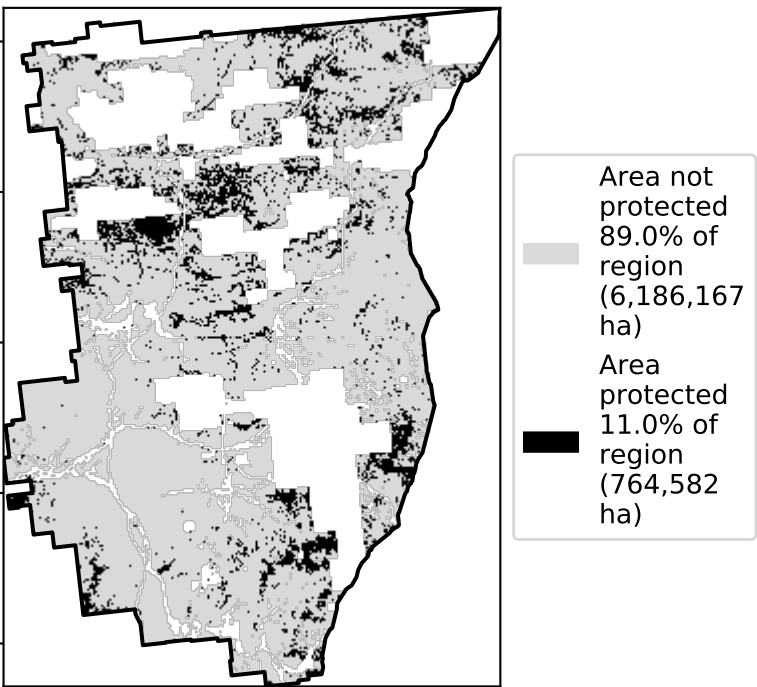 Area not
protected
89.0% of
region
(6,186,167
ha)
Area
protected
11.0% of
region
(764,582
ha)